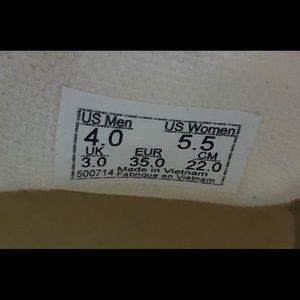 US Men US Women
4.0 5.5
UK EUR CM
3.0 35.0 22.0
Made in Vietnam
500714 Fabrique en Vietnam